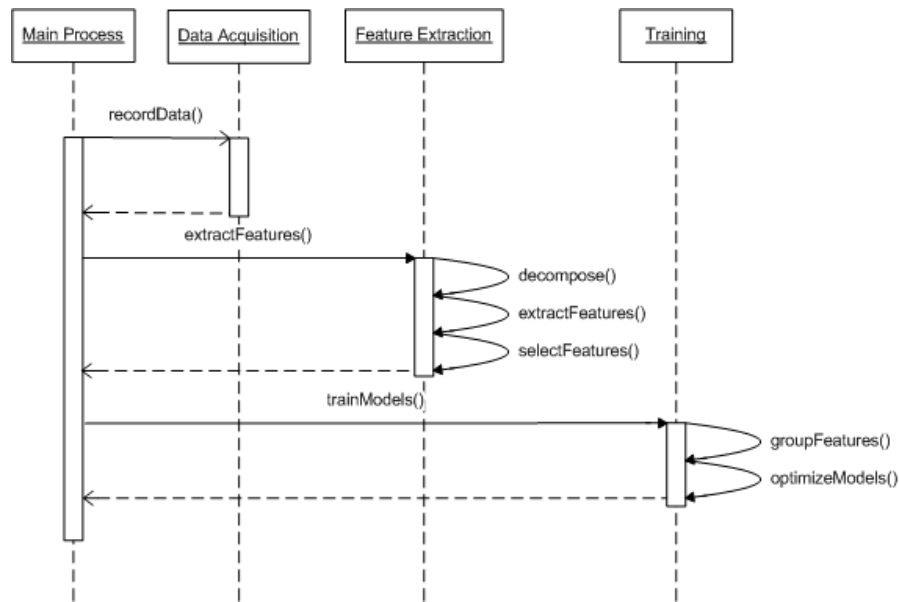 Main Process
Data Acquisition
Feature Extraction
Training
recordData()
extractFeatures()
decompose()
extractFeatures()
selectFeatures()
trainModels()
groupFeatures()
optimizeModels()